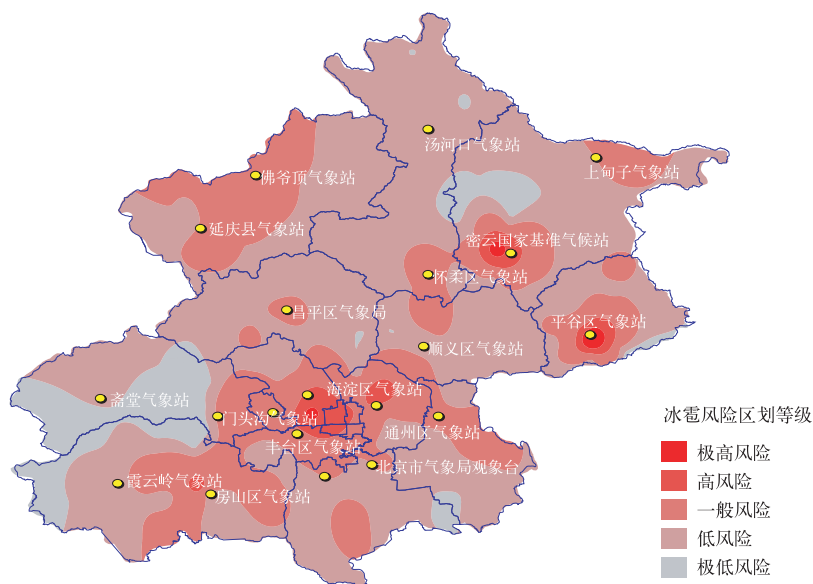 汤河口气象站
上甸子气象站
佛爷顶气象站
延庆县气象站
密云国家基准气候站
怀柔区气象站
昌平区气象局
平谷区气象站
顺义区气象站
海淀区气象站
斋堂气象站
门头沟气象站
通州区气象站
丰台区气象站
北京市气象局观象台
霞云岭气象站
房山区气象站
冰雹风险区划等级
极高风险
高风险
一般风险
低风险
极低风险